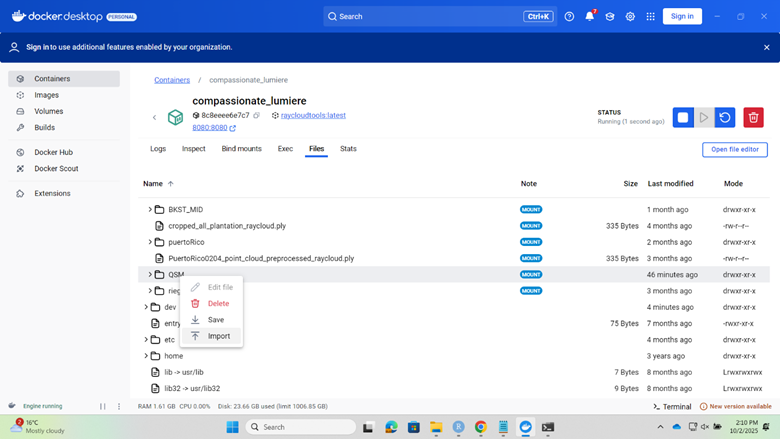 docker.desktop PERSONAL Search Ctrl+K 7 Sign in
Sign in to use additional features enabled by your organization.
Containers
Images
Volumes
Builds
Docker Hub
Docker Scout
Extensions
Containers / compassionate_lumiere
compassionate_lumiere
8c8eeee6e7c7 raycloudtools:latest
8080:8080
STATUS
Running (1 second ago)
Logs Inspect Bind mounts Exec Files Stats
Open file editor
Name Note Size Last modified Mode
BKST_MID MOUNT 1 month ago drwxr-xr-x
cropped_all_plantation_raycloud.ply MOUNT 335 Bytes 4 months ago -rw-r--r--
puertoRico MOUNT 2 months ago drwxr-xr-x
PuertoRico0204_point_cloud_preprocessed_raycloud.ply MOUNT 335 Bytes 3 months ago -rw-r--r--
QSM MOUNT 46 minutes ago drwxr-xr-x
rieg MOUNT 3 months ago drwxr-xr-x
Edit file
Delete
Save
Import
dev 4 minutes ago drwxr-xr-x
entry 75 Bytes 7 months ago -rwxr-xr-x
etc 4 months ago drwxr-xr-x
home 3 years ago drwxr-xr-x
lib -> usr/lib 7 Bytes 8 months ago Lrwxrwxrwx
lib32 -> usr/lib32 9 Bytes 8 months ago Lrwxrwxrwx
Engine running RAM 1.61 GB CPU 0.00% Disk: 23.66 GB used (limit 1006.85 GB) Terminal New version available
2 16°C
Mostly cloudy
Search
2:10 PM
10/2/2025